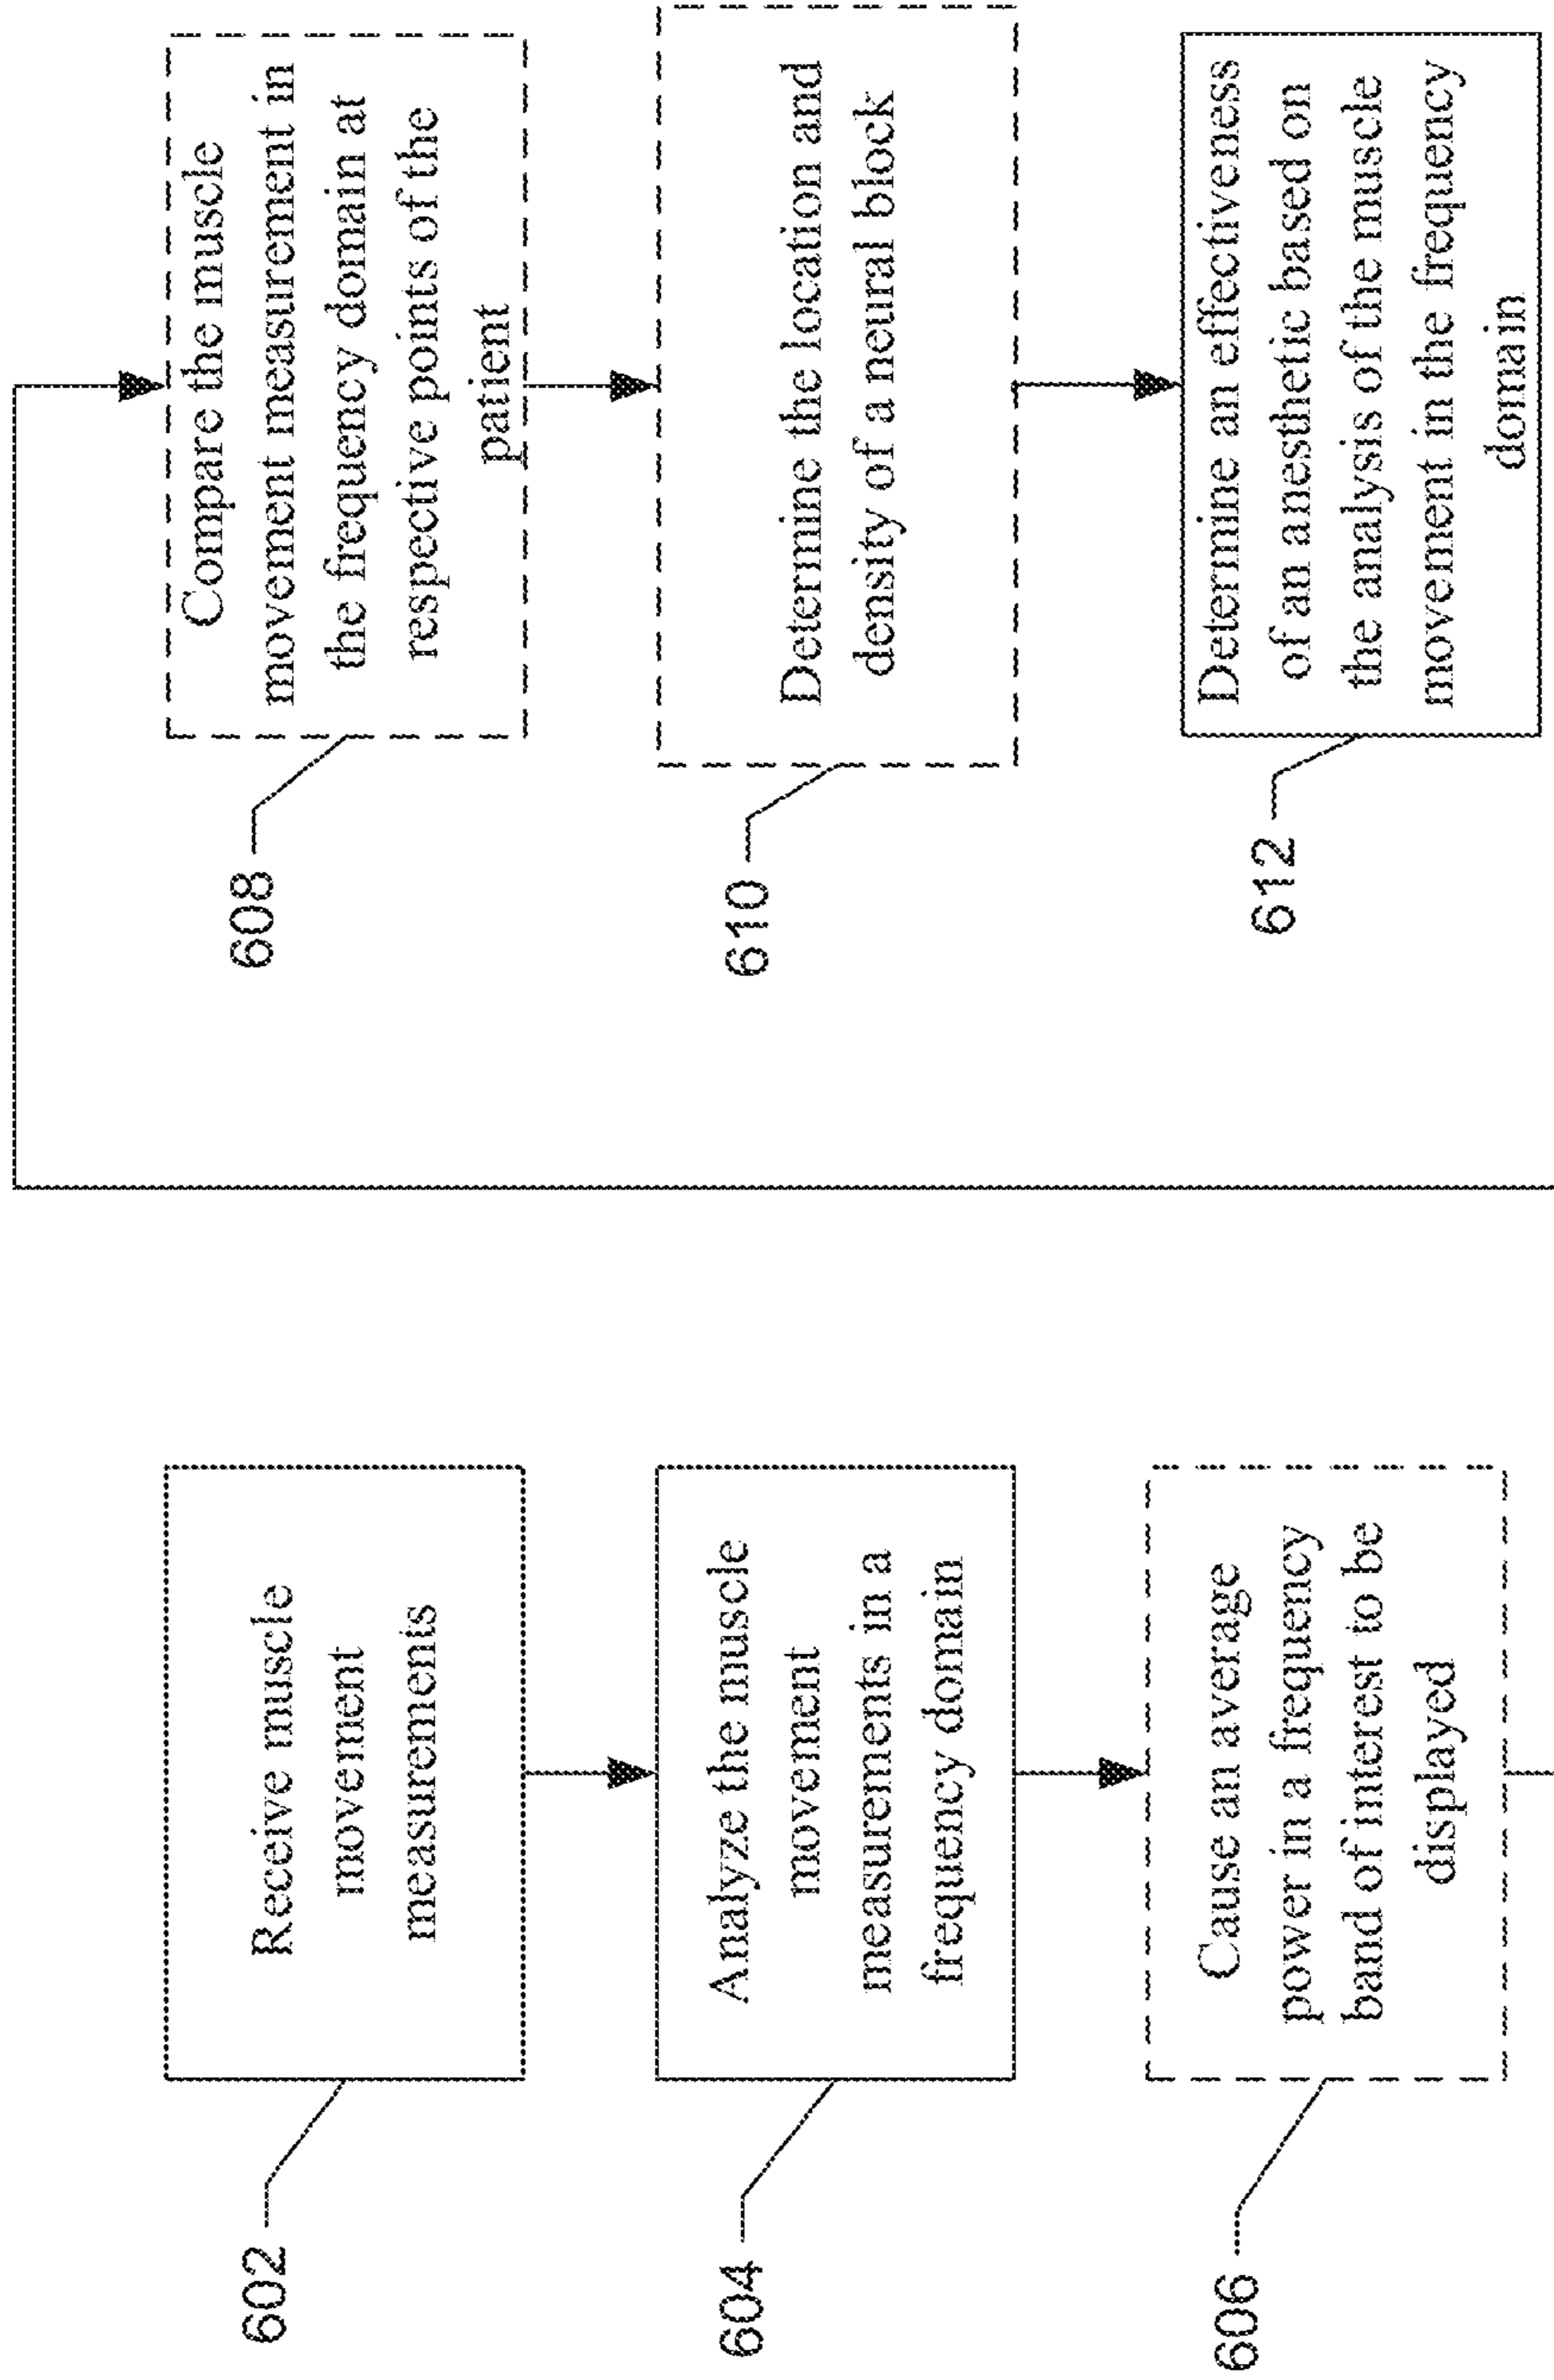 602
Receive muscle
movement
measurements
604
Analyze the muscle
movement
measurements in a
frequency domain
606
Cause an average
power in a frequency
band of interest to be
displayed
608
Compare the muscle
movement measurement in
the frequency domain at
respective points of the
patient
610
Determine the location and
density of a neural block
612
Determine an effectiveness
of an anesthetic based on
the analysis of the muscle
movement in the frequency
domain